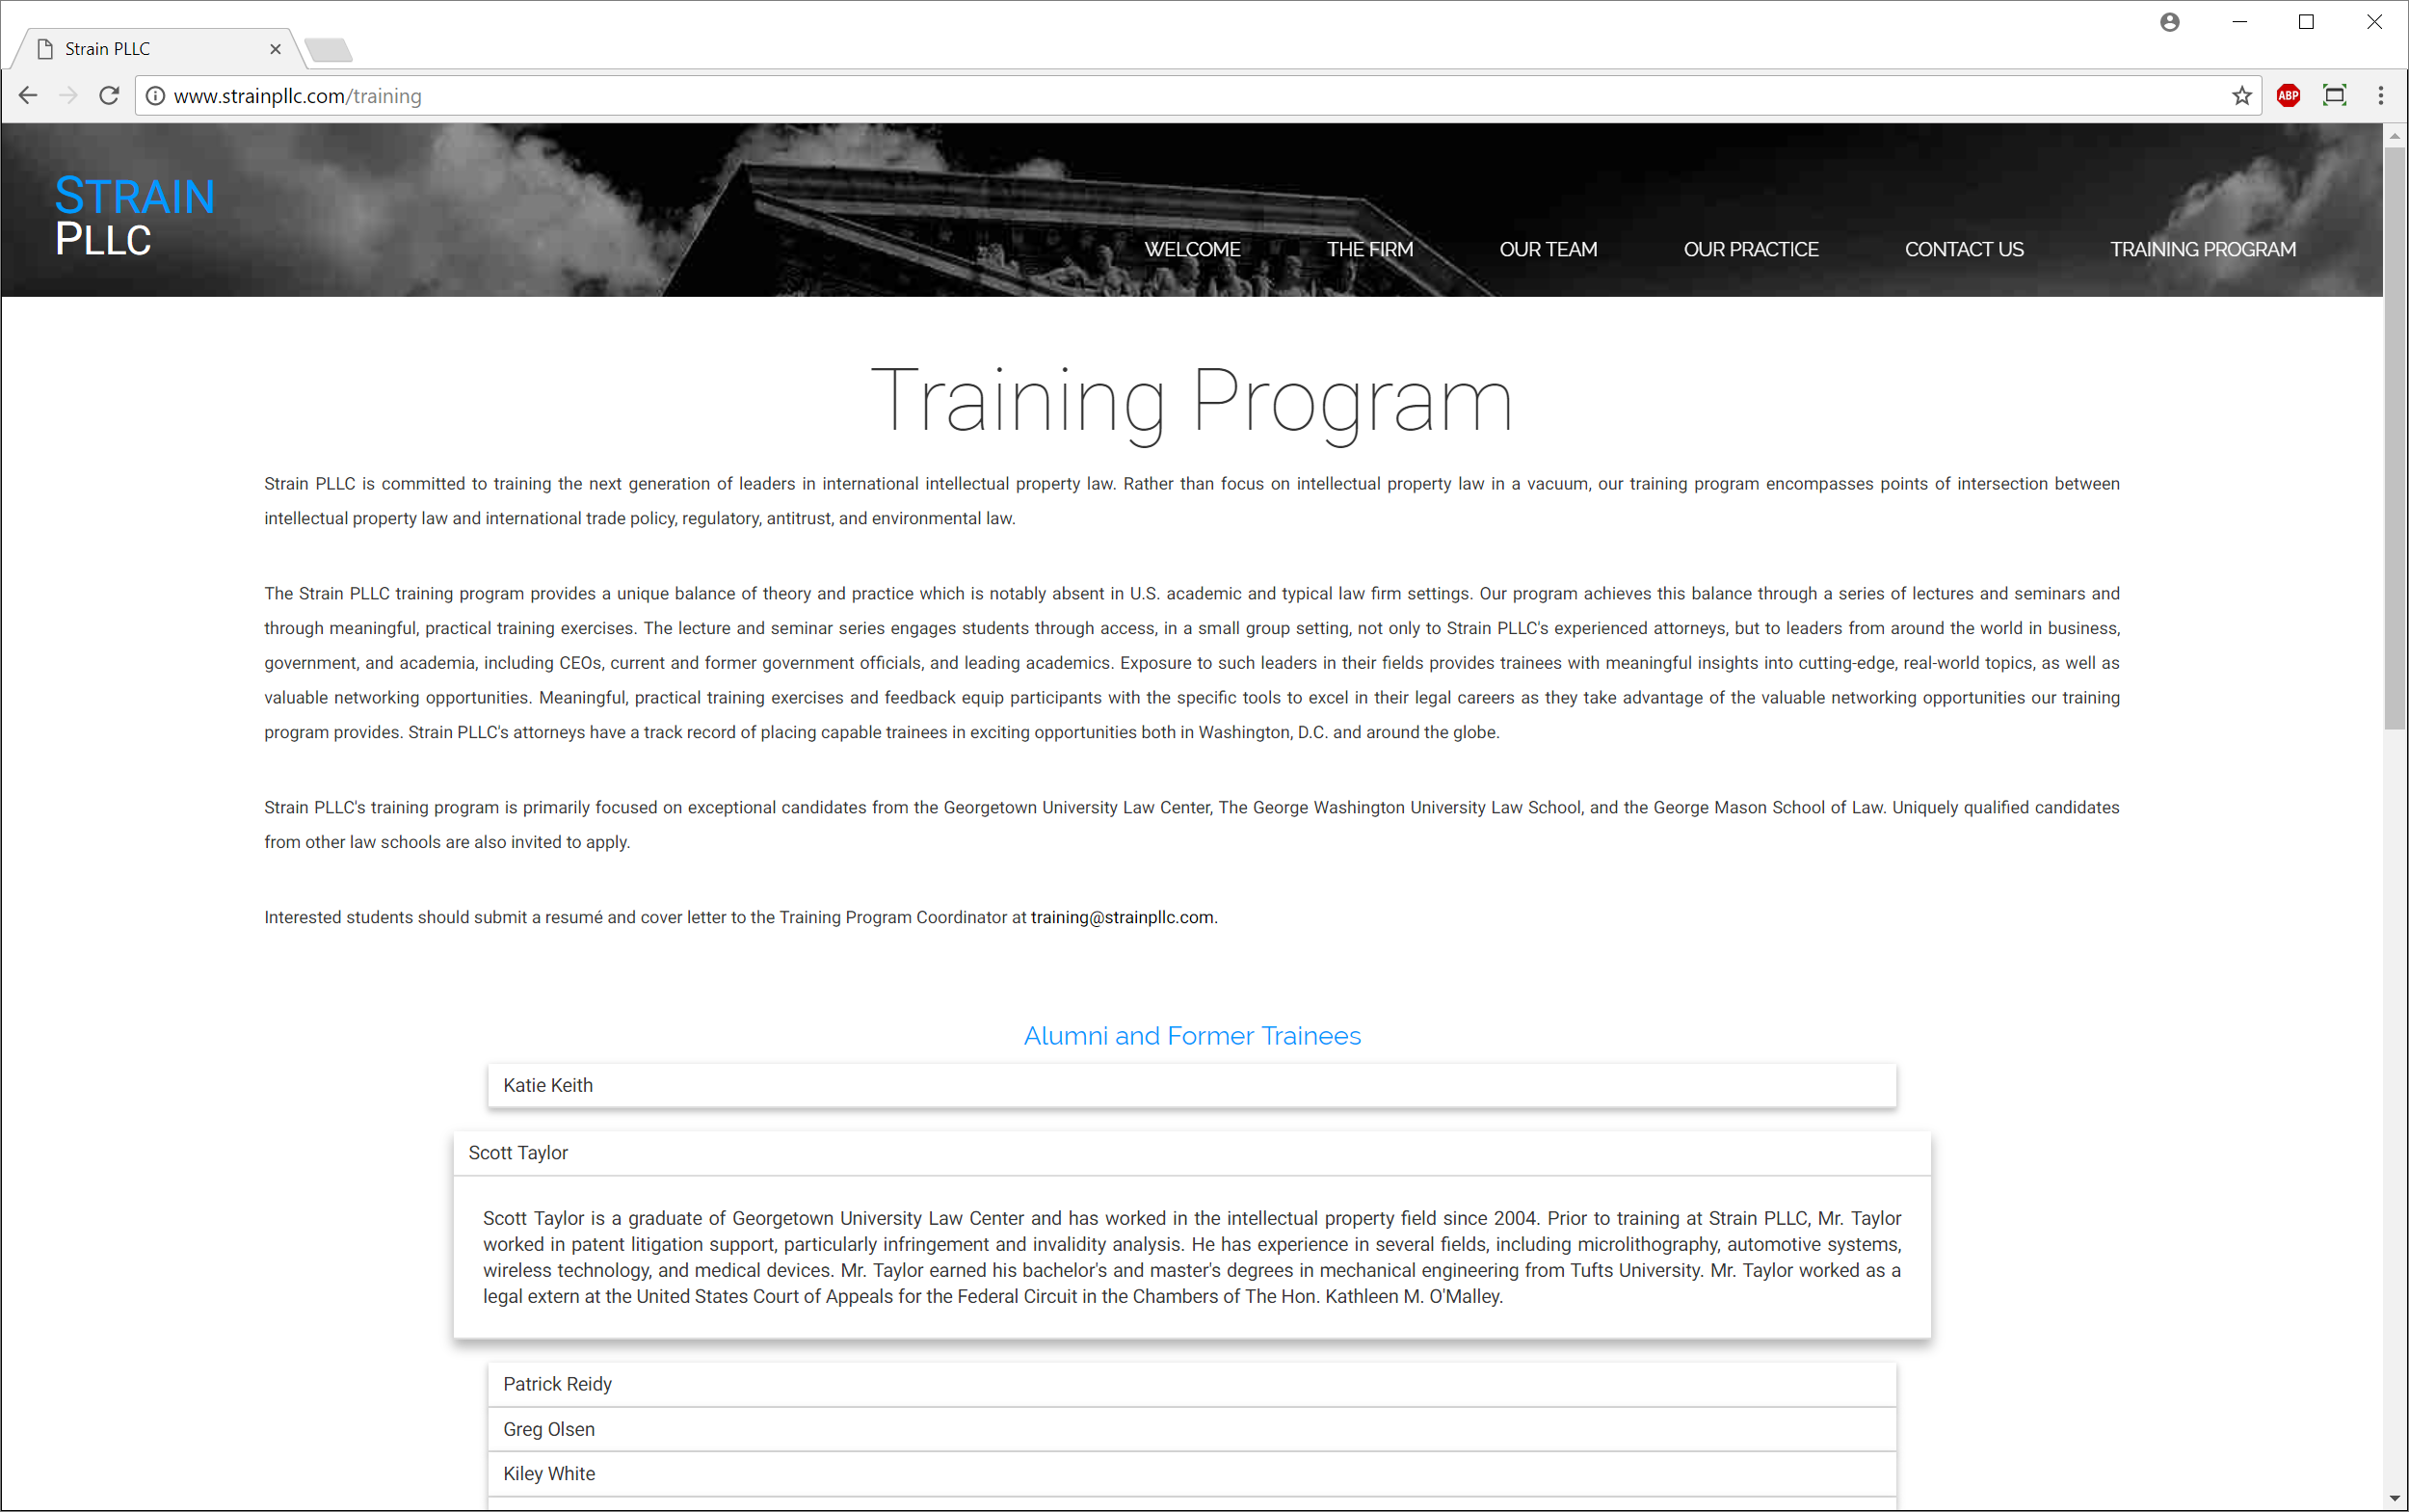 Strain PLLC
www.strainpllc.com/training
ABP
STRAIN
PLLC
WELCOME THE FIRM OUR TEAM OUR PRACTICE CONTACT US TRAINING PROGRAM
Training Program
Strain PLLC is committed to training the next generation of leaders in international intellectual property law. Rather than focus on intellectual property law in a vacuum, our training program encompasses points of intersection between
intellectual property law and international trade policy, regulatory, antitrust, and environmental law.
The Strain PLLC training program provides a unique balance of theory and practice which is notably absent in U.S. academic and typical law firm settings. Our program achieves this balance through a series of lectures and seminars and
through meaningful, practical training exercises. The lecture and seminar series engages students through access, in a small group setting, not only to Strain PLLC's experienced attorneys, but to leaders from around the world in business,
government, and academia, including CEOs, current and former government officials, and leading academics. Exposure to such leaders in their fields provides trainees with meaningful insights into cutting-edge, real-world topics, as well as
valuable networking opportunities. Meaningful, practical training exercises and feedback equip participants with the specific tools to excel in their legal careers as they take advantage of the valuable networking opportunities our training
program provides. Strain PLLC's attorneys have a track record of placing capable trainees in exciting opportunities both in Washington, D.C. and around the globe.
Strain PLLC's training program is primarily focused on exceptional candidates from the Georgetown University Law Center, The George Washington University Law School, and the George Mason School of Law. Uniquely qualified candidates
from other law schools are also invited to apply.
Interested students should submit a resumé and cover letter to the Training Program Coordinator at training@strainpllc.com.
Alumni and Former Trainees
Katie Keith
Scott Taylor
Scott Taylor is a graduate of Georgetown University Law Center and has worked in the intellectual property field since 2004. Prior to training at Strain PLLC, Mr. Taylor
worked in patent litigation support, particularly infringement and invalidity analysis. He has experience in several fields, including microlithography, automotive systems,
wireless technology, and medical devices. Mr. Taylor earned his bachelor's and master's degrees in mechanical engineering from Tufts University. Mr. Taylor worked as a
legal extern at the United States Court of Appeals for the Federal Circuit in the Chambers of The Hon. Kathleen M. O'Malley.
Patrick Reidy
Greg Olsen
Kiley White